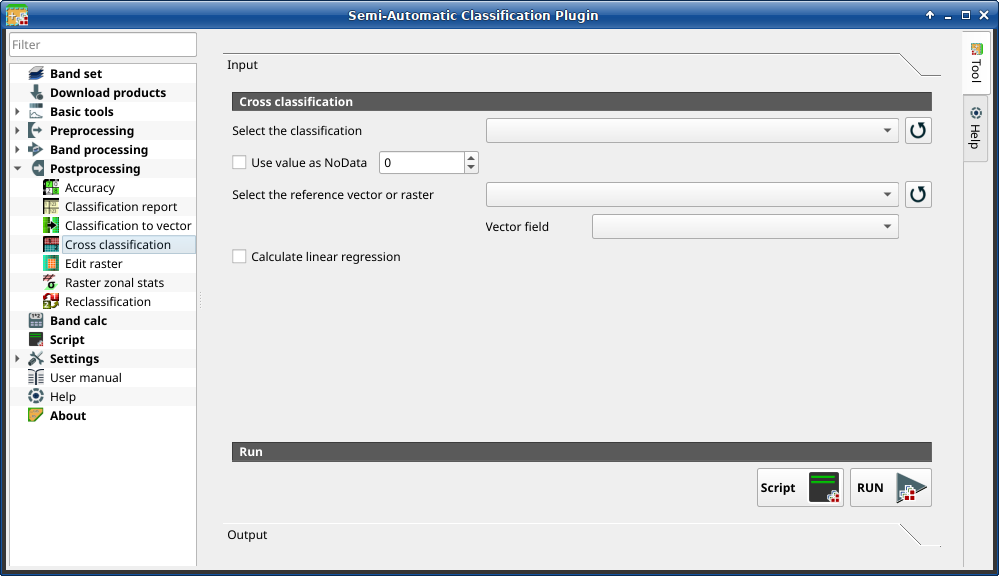 Semi-Automatic Classification Plugin
Filter
Band set
Download products
Basic tools
Preprocessing
Band processing
Postprocessing
Accuracy
Classification report
Classification to vector
Cross classification
Edit raster
Raster zonal stats
Reclassification
Band calc
Script
Settings
User manual
Help
About
Input
Cross classification
Select the classification
Use value as NoData 0
Select the reference vector or raster
Vector field
Calculate linear regression
Run
Script RUN
Output
Tool
Help